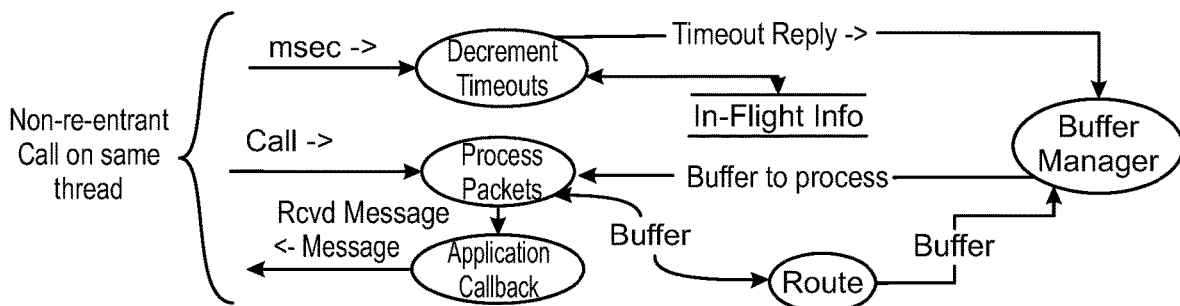 msec ->
Decrement
Timeouts
Timeout Reply ->
In-Flight Info
Non-re-entrant
Call on same
thread
Call ->
Process
Packets
Buffer to process
Buffer
Manager
Rcvd Message
<- Message
Application
Callback
Buffer
Route
Buffer